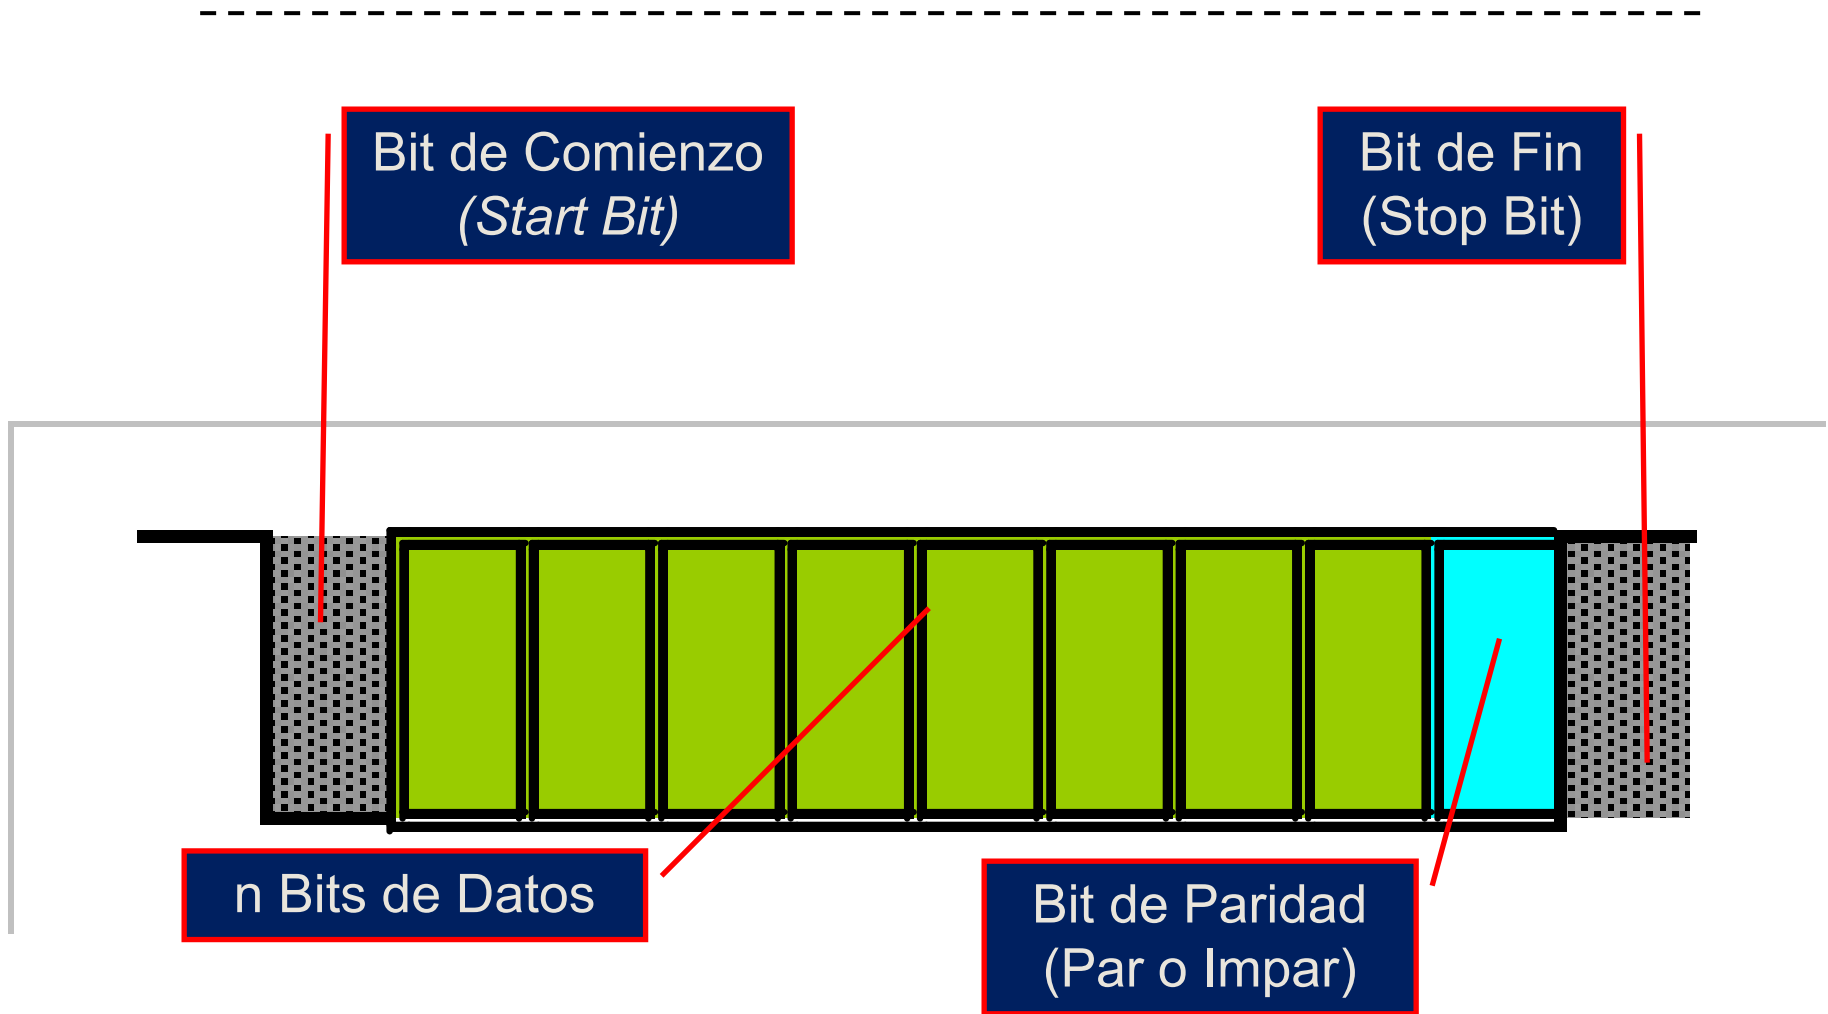 Bit de Comienzo
(Start Bit)
Bit de Fin
(Stop Bit)
n Bits de Datos
Bit de Paridad
(Par o Impar)